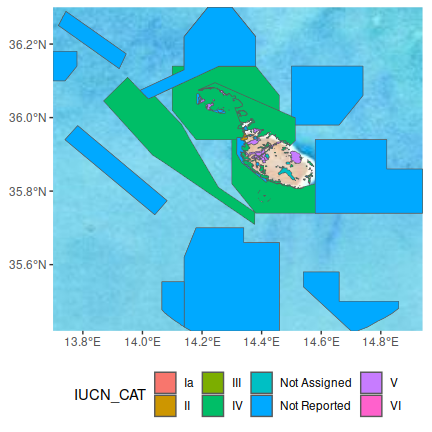 36.2°N
36.0°N
35.8°N
35.6°N
13.8°E 14.0°E 14.2°E 14.4°E 14.6°E 14.8°E
IUCN_CAT
Ia III Not Assigned V
II IV Not Reported VI